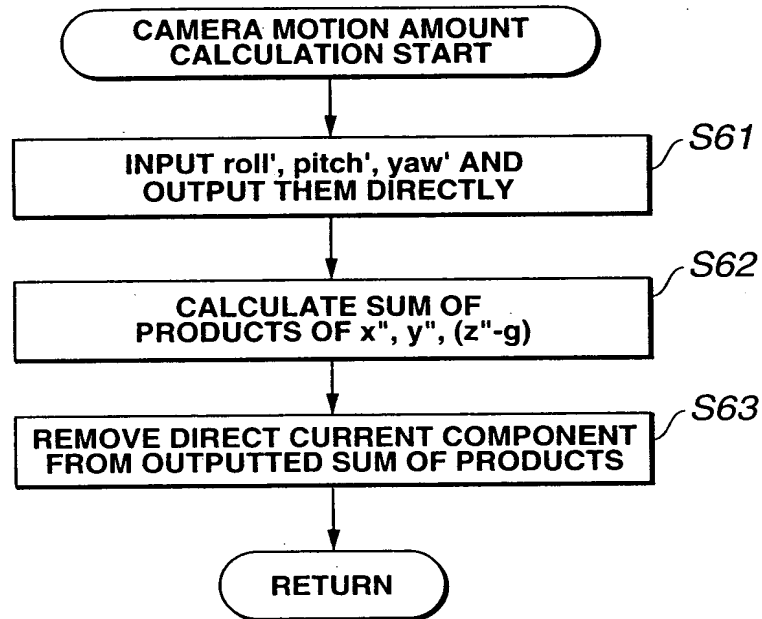 CAMERA MOTION AMOUNT
CALCULATION START
S61
INPUT roll', pitch', yaw' AND
OUTPUT THEM DIRECTLY
S62
CALCULATE SUM OF
PRODUCTS OF x", y", (z"-g)
S63
REMOVE DIRECT CURRENT COMPONENT
FROM OUTPUTTED SUM OF PRODUCTS
RETURN